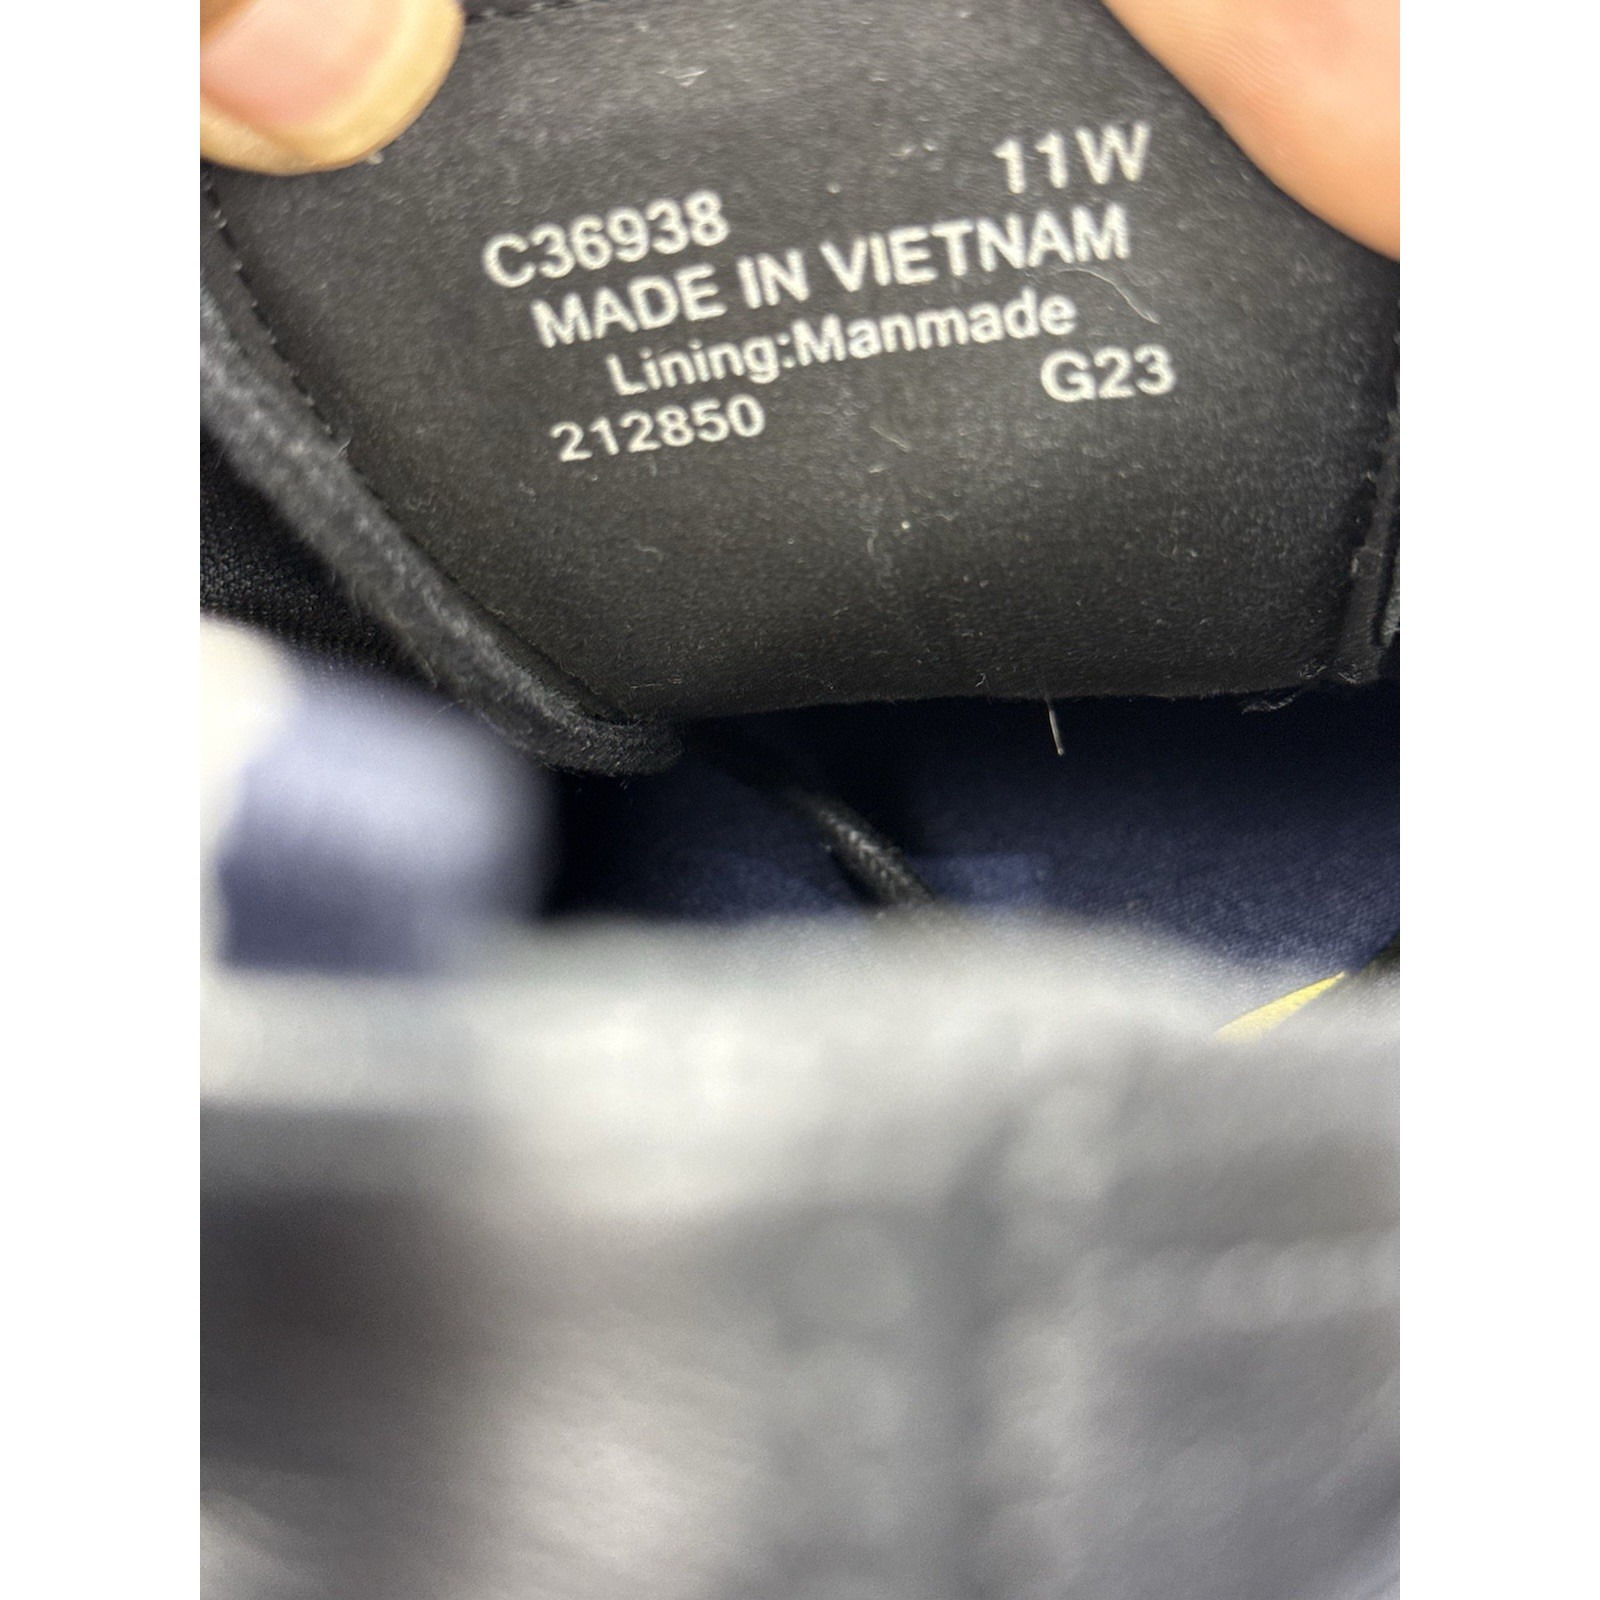 11W
C36938
MADE IN VIETNAM
Lining:Manmade
G23
212850